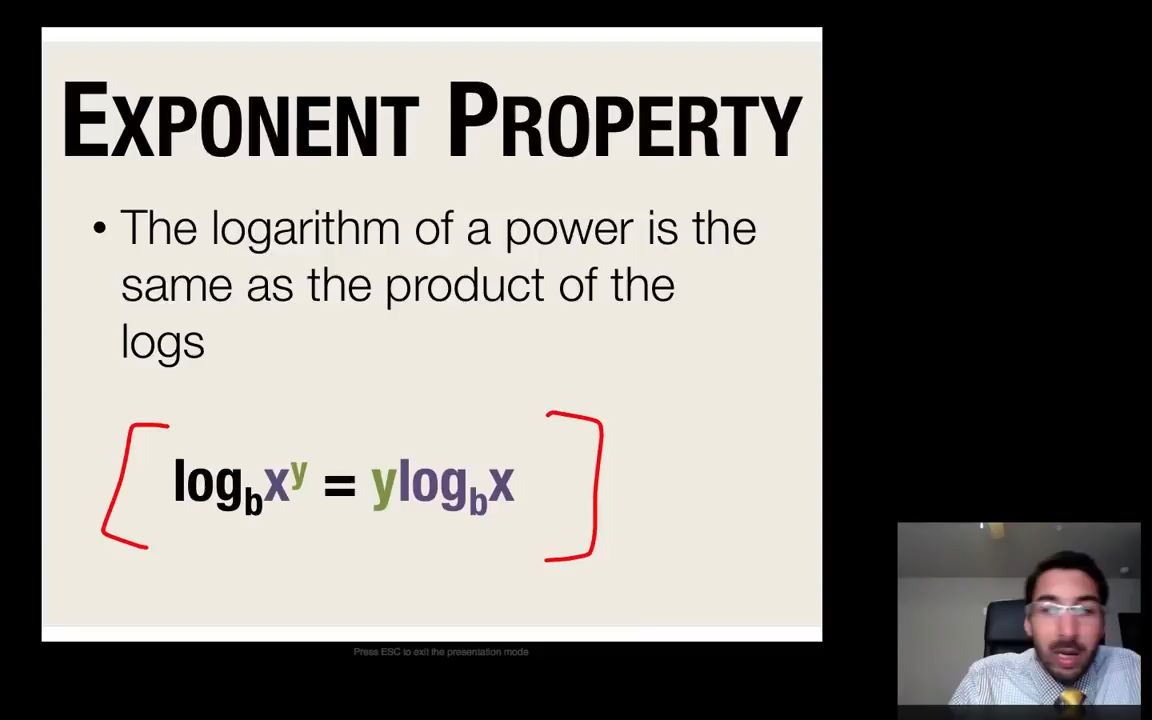 EXPONENT PROPERTY
• The logarithm of a power is the
same as the product of the
logs
log_b x^y = ylog_b x
Press ESC to exit the presentation mode